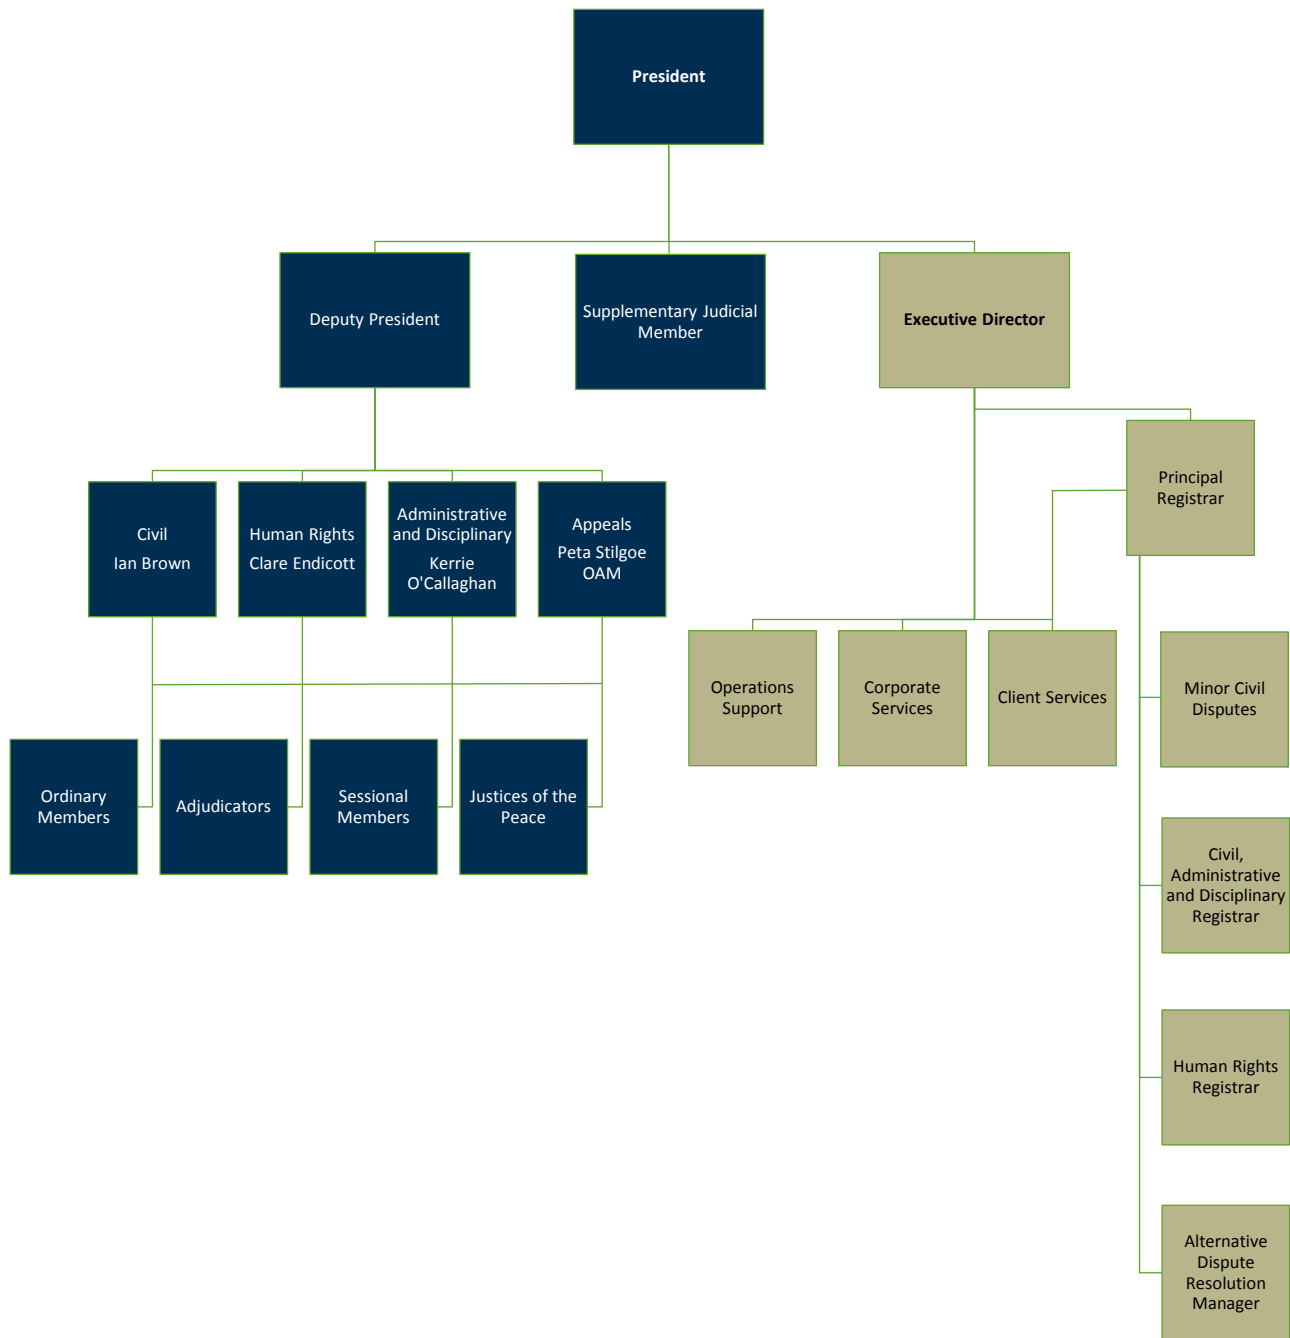 President
Deputy President
Supplementary Judicial
Member
Executive Director
Principal
Registrar
Civil
Ian Brown
Human Rights
Clare Endicott
Administrative
and Disciplinary
Kerrie
O'Callaghan
Appeals
Peta Stilgoe
OAM
Operations
Support
Corporate
Services
Client Services
Minor Civil
Disputes
Ordinary
Members
Adjudicators
Sessional
Members
Justices of the
Peace
Civil,
Administrative
and Disciplinary
Registrar
Human Rights
Registrar
Alternative
Dispute
Resolution
Manager